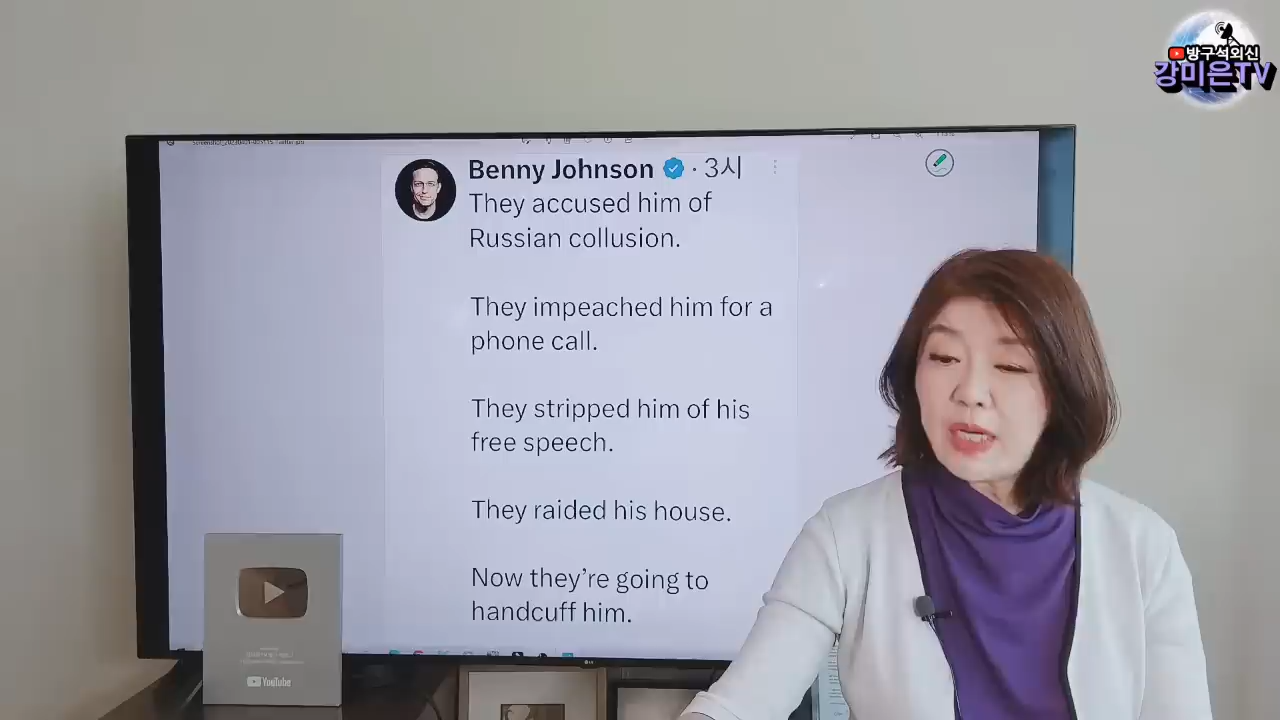 방구석외신
강미은TV
Benny Johnson · 3시
They accused him of
Russian collusion.
They impeached him for a
phone call.
They stripped him of his
free speech.
They raided his house.
Now they're going to
handcuff him.
YouTube
LG